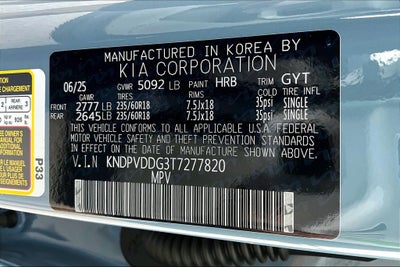 MANUFACTURED IN KOREA BY
KIA CORPORATION
06/25 GVWR 5092 LB PAINT HRB TRIM GYT
GAWR TIRES RIMS COLD TIRE INFL
FRONT 2777 LB 235/60R18 7.5Jx18 35psi SINGLE
REAR 2645 LB 235/60R18 7.5Jx18 35psi SINGLE
THIS VEHICLE CONFORMS TO ALL APPLICABLE U.S.A. FEDERAL
MOTOR VEHICLE SAFETY AND THEFT PREVENTION STANDARDS
IN EFFECT ON THE DATE OF MANUFACTURE SHOWN ABOVE.
V.I.N KNDPVDDG3T7277820
MPV
P33